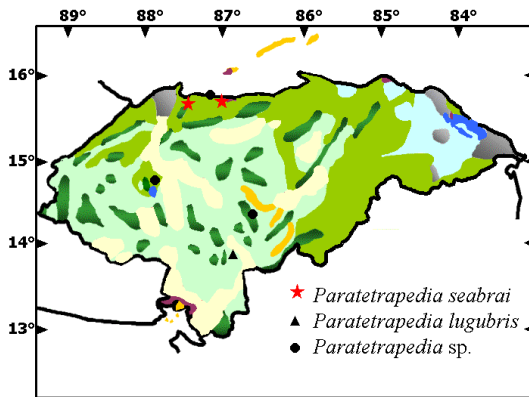 89° 88° 87° 86° 85° 84°
16°
15°
14°
Paratetrapedia seabrai
Paratetrapedia lugubris
13°
Paratetrapedia sp.